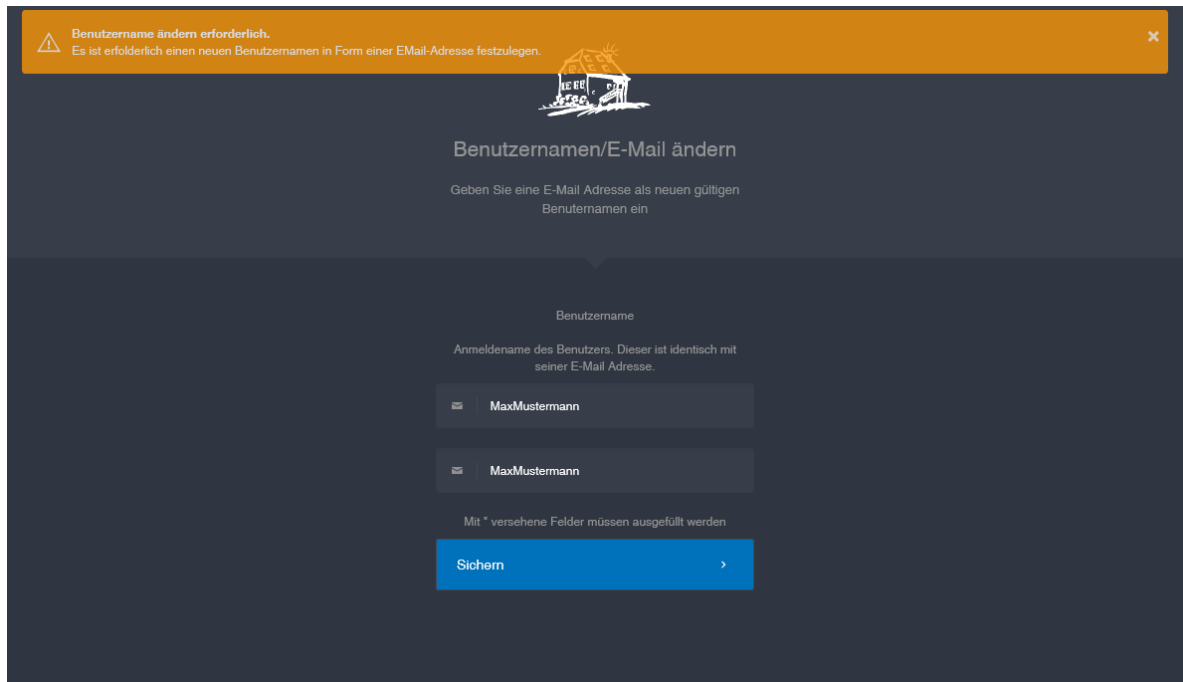 Benutzername ändern erforderlich.
Es ist erfolderlich einen neuen Benutzernamen in Form einer EMail-Adresse festzulegen.
Benutzernamen/E-Mail ändern
Geben Sie eine E-Mail Adresse als neuen gültigen
Benuternamen ein
Benutzername
Anmeldename des Benutzers. Dieser ist identisch mit
seiner E-Mail Adresse.
MaxMustermann
MaxMustermann
Mit * versehene Felder müssen ausgefüllt werden
Sichern